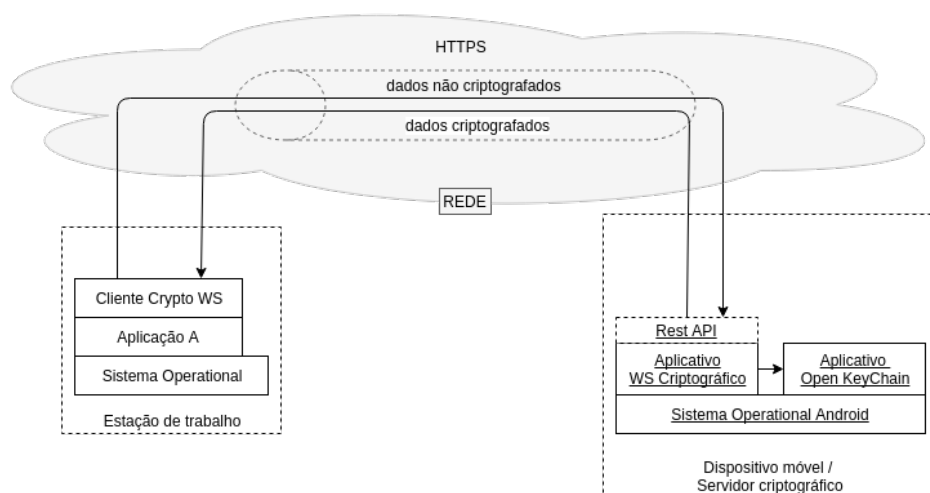 HTTPS
dados não criptografados
dados criptografados
REDE
Cliente Crypto WS
Aplicação A
Sistema Operational
Estação de trabalho
Rest API
Aplicativo
WS Criptográfico
Aplicativo
Open KeyChain
Sistema Operational Android
Dispositivo móvel /
Servidor criptográfico